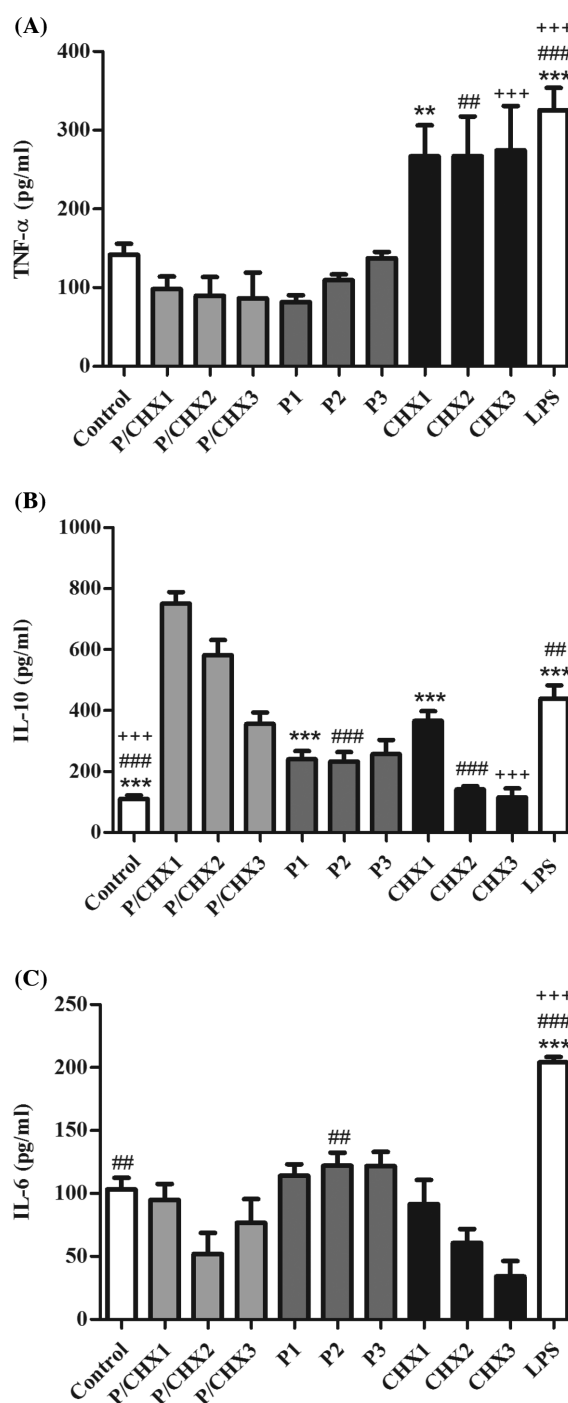 (A)
+++
###
***
** ## +++
400
300
200
100
0
TNF-α (pg/ml)
Control P/CHX1 P/CHX2 P/CHX3 P1 P2 P3 CHX1 CHX2 CHX3 LPS
(B)
1000
800
600
400
200
0
IL-10 (pg/ml)
+++
###
***
*** ###
*** ### +++
##
***
Control P/CHX1 P/CHX2 P/CHX3 P1 P2 P3 CHX1 CHX2 CHX3 LPS
(C)
250
200
150
100
50
0
IL-6 (pg/ml)
## ##
+++
###
***
Control P/CHX1 P/CHX2 P/CHX3 P1 P2 P3 CHX1 CHX2 CHX3 LPS